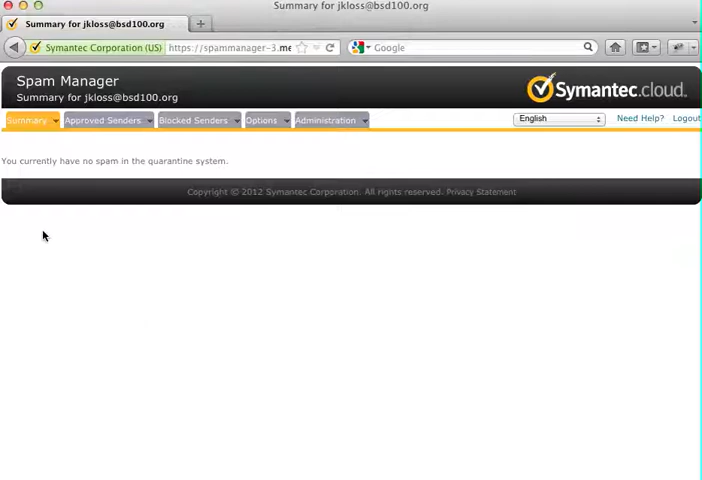 Summary for jkloss@bsd100.org
Summary for jkloss@bsd100.org
Symantec Corporation (US) https://spammanager-3.me Google
Spam Manager
Summary for jkloss@bsd100.org
Symantec.cloud.
Summary Approved Senders Blocked Senders Options Administration English Need Help? Logout
You currently have no spam in the quarantine system.
Copyright © 2012 Symantec Corporation. All rights reserved. Privacy Statement